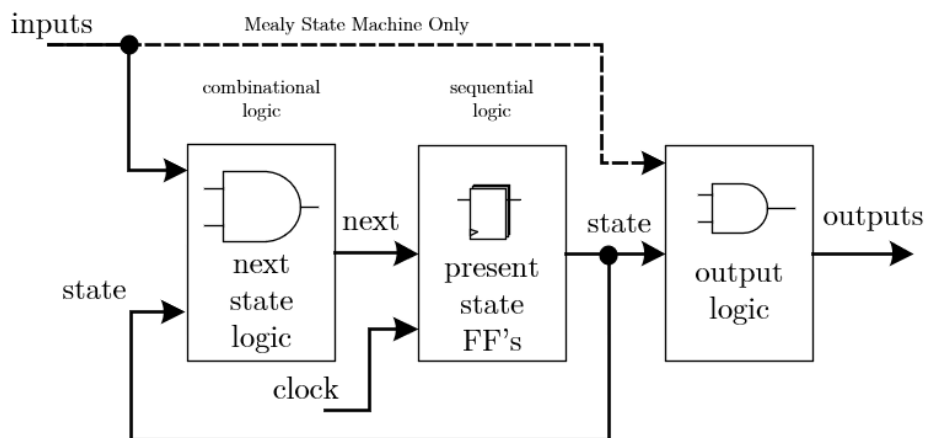 inputs
Mealy State Machine Only
combinational
logic
sequential
logic
next
state
outputs
state
next
state
logic
present
state
FF's
output
logic
clock